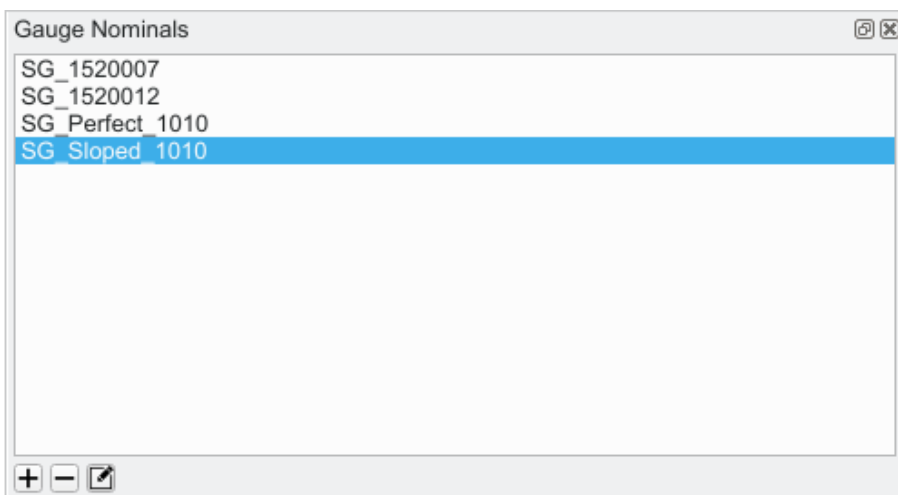 Gauge Nominals
SG_1520007
SG_1520012
SG_Perfect_1010
SG_Sloped_1010